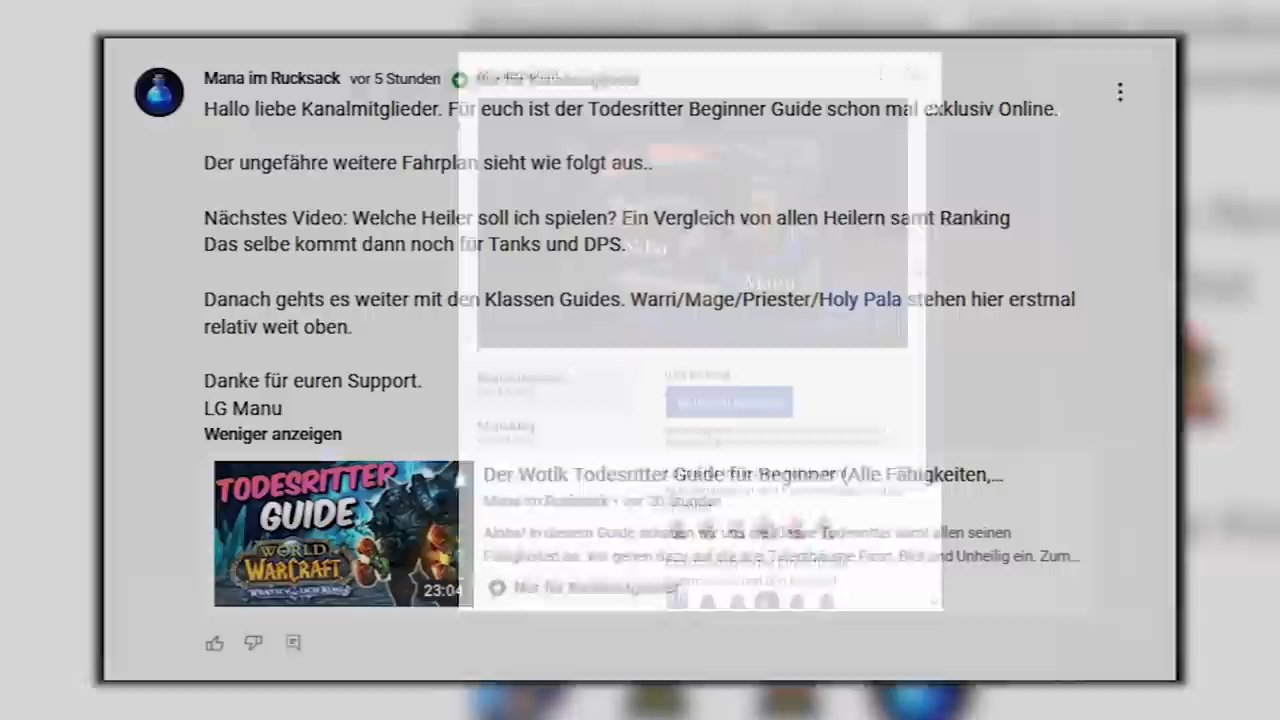 Mana im Rucksack vor 5 Stunden
Hallo liebe Kanalmitglieder. Für euch ist der Todesritter Beginner Guide schon mal exklusiv Online.
Der ungefähre weitere Fahrplan sieht wie folgt aus..
Nächstes Video: Welche Heiler soll ich spielen? Ein Vergleich von allen Heilern samt Ranking
Das selbe kommt dann noch für Tanks und DPS.
Danach gehts es weiter mit den Klassen Guides. Warri/Mage/Priester/Holy Pala stehen hier erstmal
relativ weit oben.
Danke für euren Support.
LG Manu
Weniger anzeigen
TODESRITTER
GUIDE
WORLD
WARCRAFT
23:04
Der Wotlk Todesritter Guide für Beginner (Alle Fähigkeiten,...
Mana im Rucksack • vor 20 Stunden
Guide wir uns die Klasse Todesritter samt allen seinen
Fähigkeiten an. Wir gehen dazu auf die drei Talentbäume Frost, Blut und Unheilig ein. Zum...
Nur für Kanalmitglieder
Manu